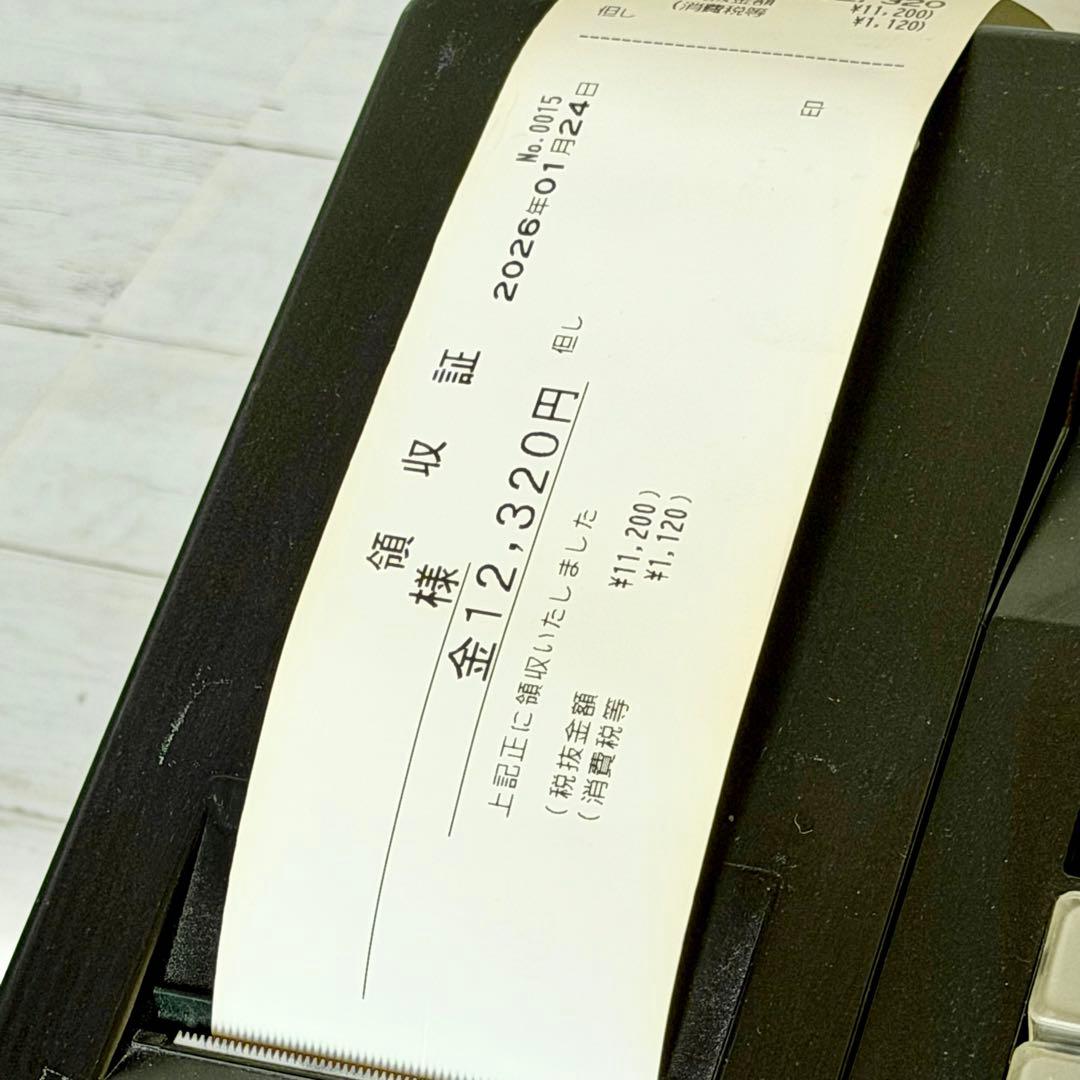 領収証
No.0015
2026年01月24日
様
金12,320円
但し
上記正に領収いたしました
(税抜金額 ¥11,200)
(消費税等 ¥1,120)
印
但し
¥11,200)
(消費税等 ¥1,120)